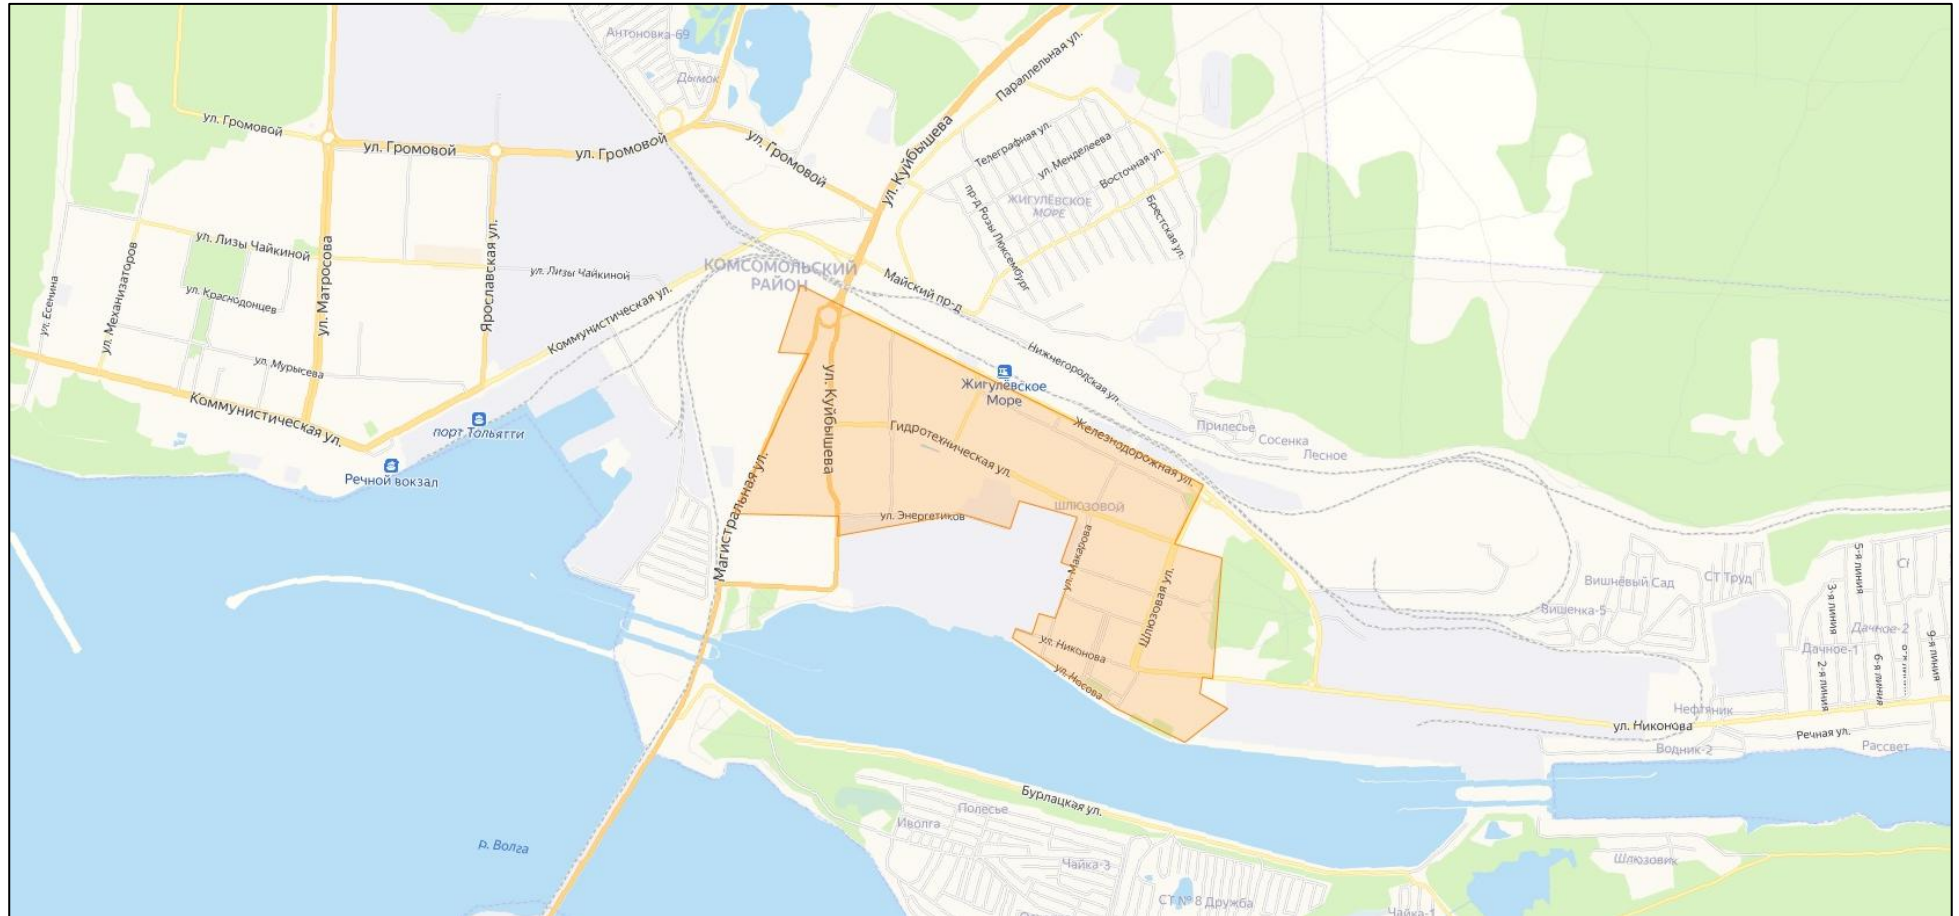 Антоновка-69
Параллельная ул.
Дымок
ул. Громовой
ул. Громовой
ул. Громовой
ул. Громовой
ул. Куйбышева
Телеграфная ул.
ул. Менделеева
Восточная ул.
пр-д Розы Люксембург
ЖИГУЛЁВСКОЕ
МОРЕ
Брестская ул.
ул. Лизы Чайкиной
ул. Лизы Чайкиной
ул. Механизаторов
ул. Матросова
Ярославская ул.
КОМСОМОЛЬСКИЙ
РАЙОН
Майский пр-д
ул. Есенина
ул. Краснодонцев
Коммунистическая ул.
ул. Мурысева
Нижнегородская ул.
Жигулёвское
Море
ул. Куйбышева
Коммунистическая ул.
порт Тольятти
Речной вокзал
Гидротехническая ул.
Железнодорожная ул.
Прилесье
Сосенка
Лесное
Магистральная ул.
ул. Энергетиков
ШЛЮЗОВОЙ
ул. Макарова
Шлюзовая ул.
ул. Никонова
ул. Носова
Вишнёвый Сад
СТ Труд
Вишенка-5
5-я линия
3-я линия
Дачное-2
Дачное-1
2-я линия
6-я линия
9-я линия
Нефтяник
ул. Никонова
Речная ул.
Водник-2
Рассвет
Бурлацкая ул.
Полесье
Иволга
р. Волга
Чайка-3
Шлюзовик
СТ № 8 Дружба
Чайка-1